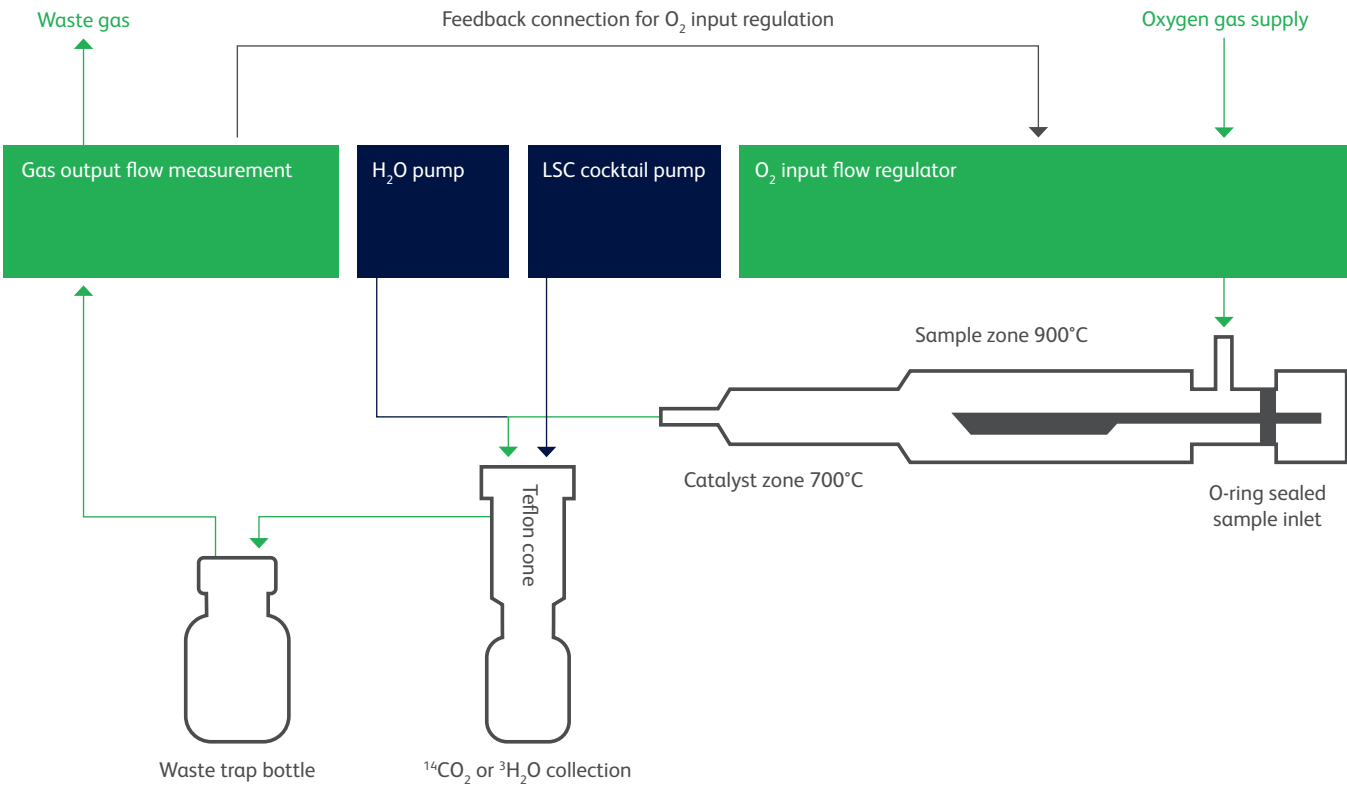 Waste gas
Feedback connection for O₂ input regulation
Oxygen gas supply
Gas output flow measurement
H₂O pump
LSC cocktail pump
O₂ input flow regulator
Sample zone 900°C
Catalyst zone 700°C
O-ring sealed
sample inlet
Teflon cone
Waste trap bottle
¹⁴CO₂ or ³H₂O collection